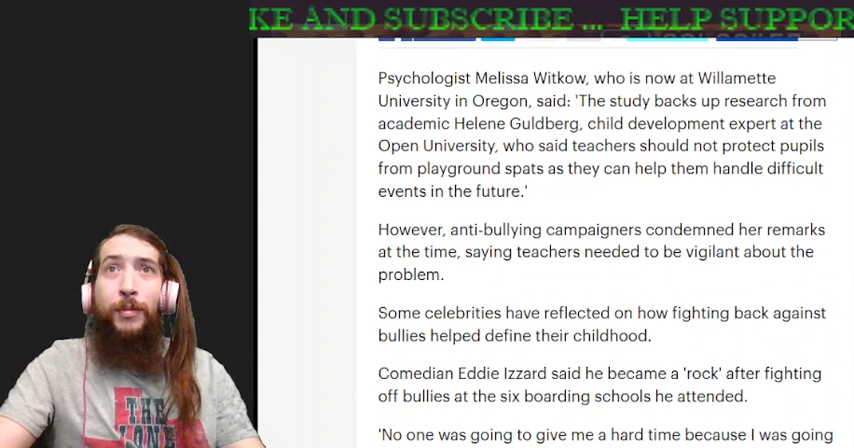 KE AND SUBSCRIBE ... HELP SUPPOR
Psychologist Melissa Witkow, who is now at Willamette
University in Oregon, said: 'The study backs up research from
academic Helene Guldberg, child development expert at the
Open University, who said teachers should not protect pupils
from playground spats as they can help them handle difficult
events in the future.'
However, anti-bullying campaigners condemned her remarks
at the time, saying teachers needed to be vigilant about the
problem.
Some celebrities have reflected on how fighting back against
bullies helped define their childhood.
Comedian Eddie Izzard said he became a 'rock' after fighting
off bullies at the six boarding schools he attended.
'No one was going to give me a hard time because I was going
THE
LONE